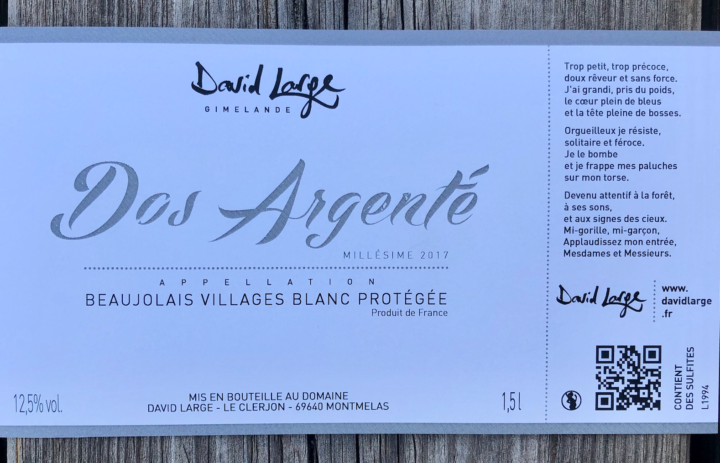 David Large
GIMELANDE
Dos Argenté
MILLÉSIME 2017
APPELLATION
BEAUJOLAIS VILLAGES BLANC PROTÉGÉE
Produit de France
12,5% vol.
MIS EN BOUTEILLE AU DOMAINE
DAVID LARGE - LE CLERJON - 69640 MONTMELAS
1,5 l
Trop petit, trop précoce,
doux rêveur et sans force.
J'ai grandi, pris du poids,
le cœur plein de bleus
et la tête pleine de bosses.
Orgueilleux je résiste,
solitaire et féroce.
Je le bombe
et je frappe mes paluches
sur mon torse.
Devenu attentif à la forêt,
à ses sons,
et aux signes des cieux.
Mi-gorille, mi-garçon,
Applaudissez mon entrée,
Mesdames et Messieurs.
David Large
www.
davidlarge
.fr
CONTIENT
DES SULFITES
L1994